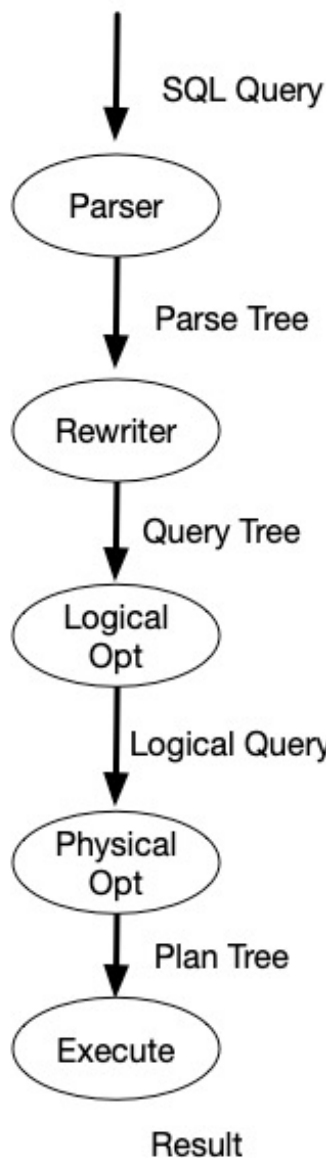 SQL Query
Parser
Parse Tree
Rewriter
Query Tree
Logical
Opt
Logical Query
Physical
Opt
Plan Tree
Execute
Result